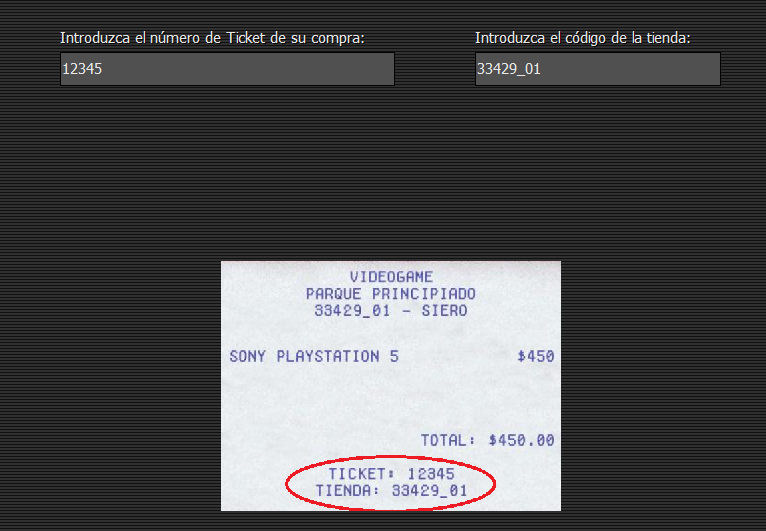 Introduzca el número de Ticket de su compra:
12345
Introduzca el código de la tienda:
33429_01
VIDEOGAME
PARQUE PRINCIPIADO
33429_01 - SIERO
SONY PLAYSTATION 5 $450
TOTAL: $450.00
TICKET: 12345
TIENDA: 33429_01